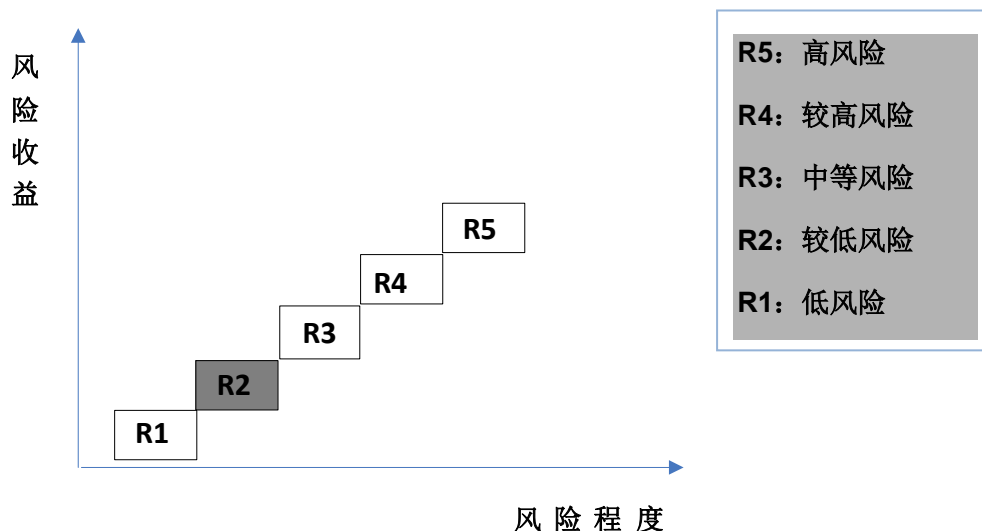 风
险
收
益
R5
R4
R3
R2
R1
风 险 程 度
R5：高风险
R4：较高风险
R3：中等风险
R2：较低风险
R1：低风险